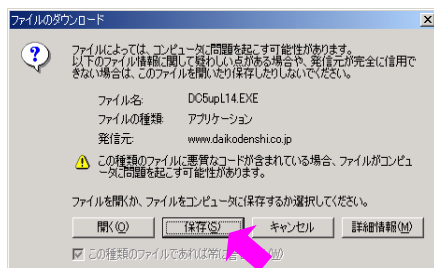 ファイルのダウンロード
ファイルによっては、コンピュータに問題を起こす可能性があります。
以下のファイル情報に関して疑わしい点がある場合や、発信元が完全に信用で
きない場合は、このファイルを開いたり保存したりしないでください。
ファイル名: DC5upL14.EXE
ファイルの種類: アプリケーション
発信元: www.daikodenshi.co.jp
この種類のファイルに悪質なコードが含まれている場合、ファイルがコンピュ
ータに問題を起こす可能性があります。
ファイルを開くか、ファイルをコンピュータに保存するか選択してください。
開く(O) 保存(S) キャンセル 詳細情報(M)
この種類のファイルであれば常に (W)